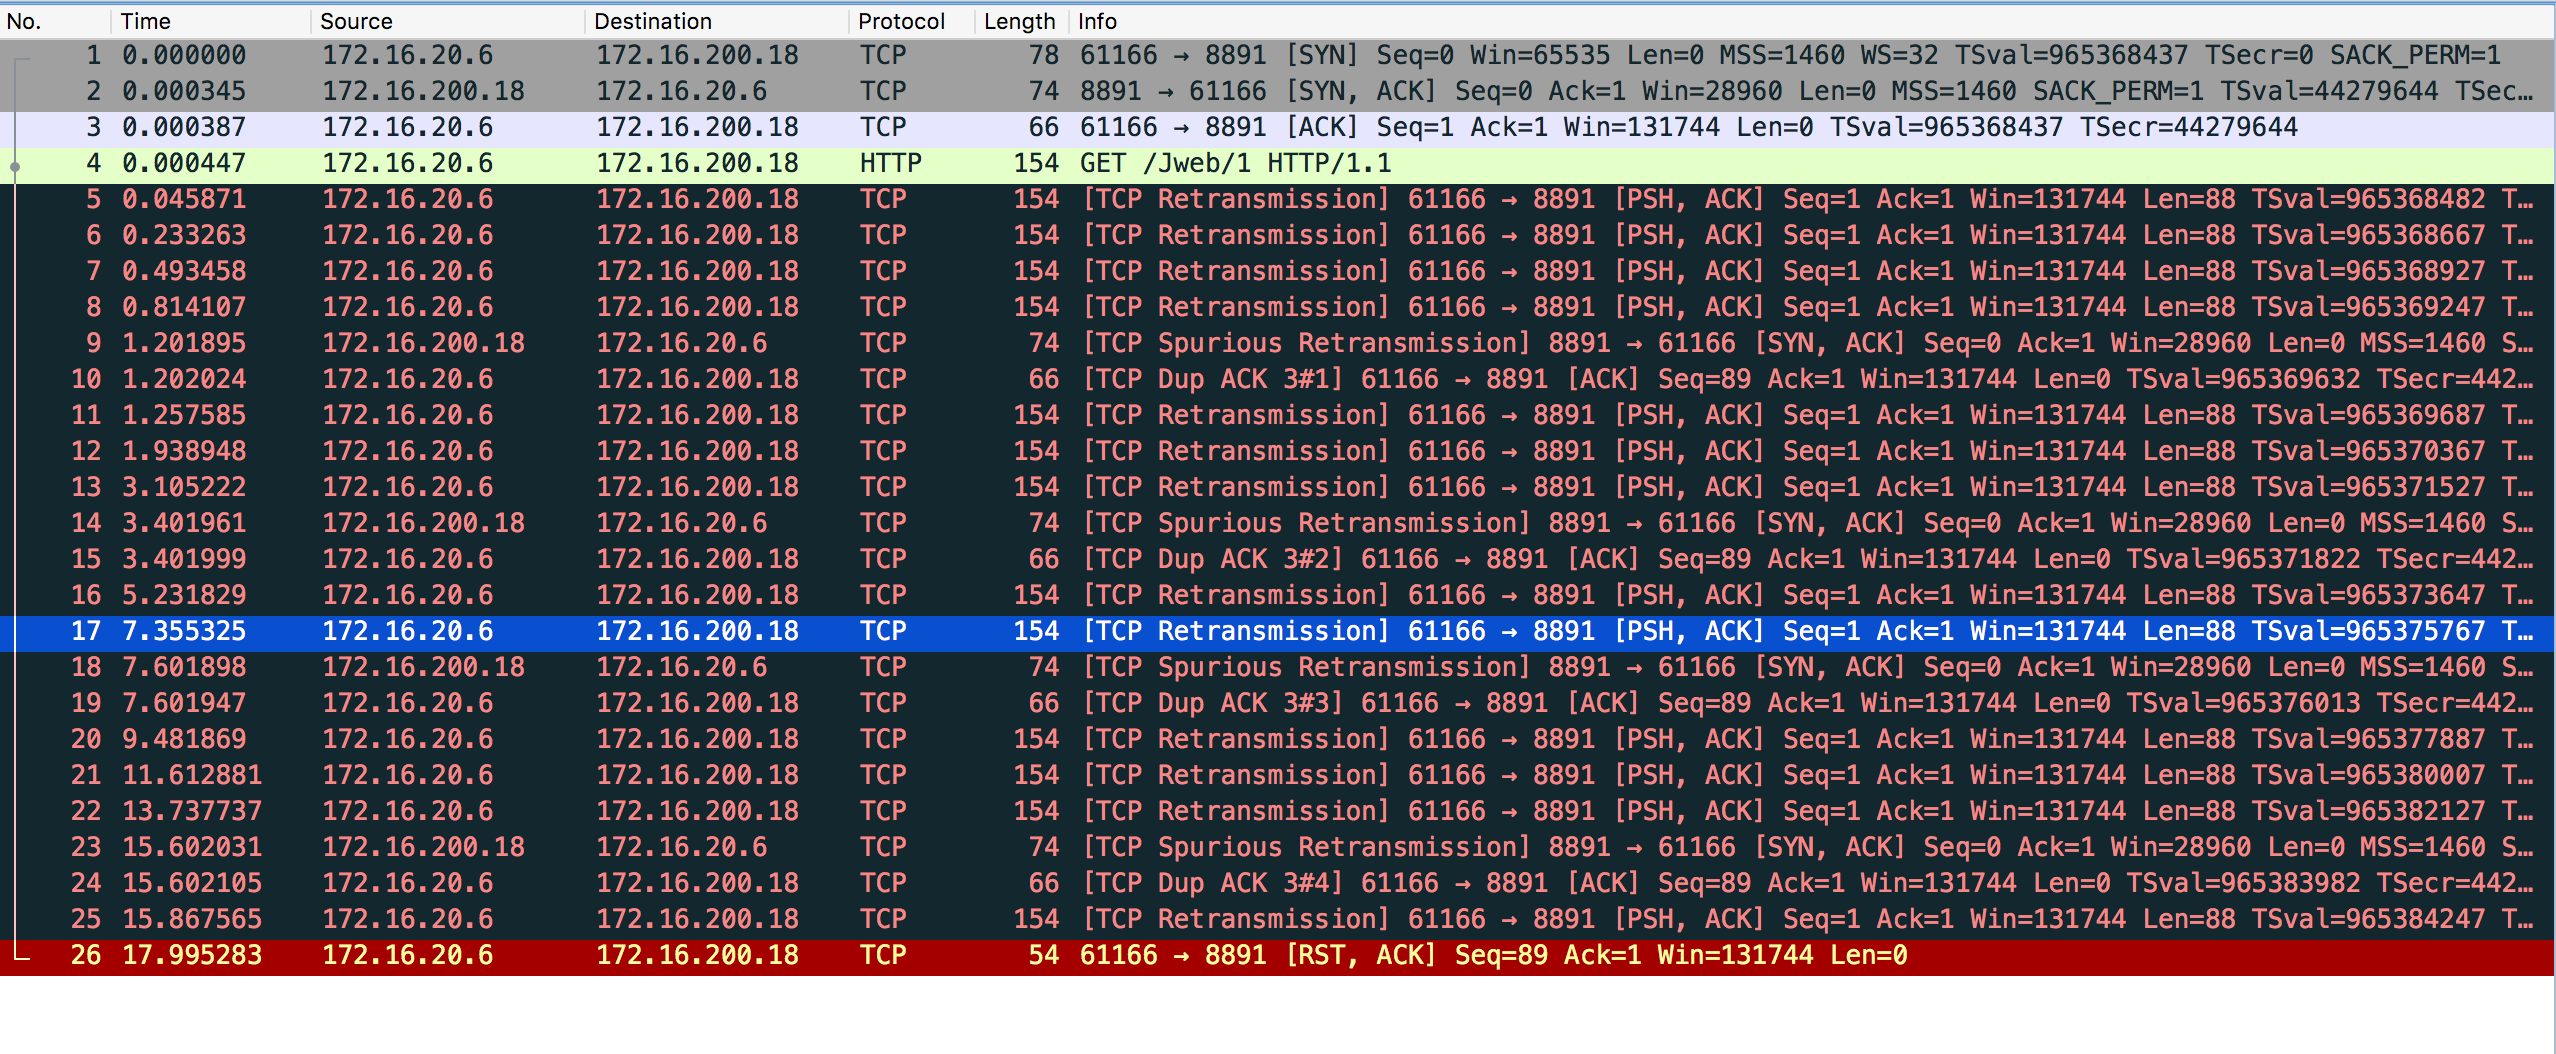 No. Time Source Destination Protocol Length Info
1 0.000000 172.16.20.6 172.16.200.18 TCP 78 61166 → 8891 [SYN] Seq=0 Win=65535 Len=0 MSS=1460 WS=32 TSval=965368437 TSecr=0 SACK_PERM=1
2 0.000345 172.16.200.18 172.16.20.6 TCP 74 8891 → 61166 [SYN, ACK] Seq=0 Ack=1 Win=28960 Len=0 MSS=1460 SACK_PERM=1 TSval=44279644 TSec…
3 0.000387 172.16.20.6 172.16.200.18 TCP 66 61166 → 8891 [ACK] Seq=1 Ack=1 Win=131744 Len=0 TSval=965368437 TSecr=44279644
4 0.000447 172.16.20.6 172.16.200.18 HTTP 154 GET /Jweb/1 HTTP/1.1
5 0.045871 172.16.20.6 172.16.200.18 TCP 154 [TCP Retransmission] 61166 → 8891 [PSH, ACK] Seq=1 Ack=1 Win=131744 Len=88 TSval=965368482 T…
6 0.233263 172.16.20.6 172.16.200.18 TCP 154 [TCP Retransmission] 61166 → 8891 [PSH, ACK] Seq=1 Ack=1 Win=131744 Len=88 TSval=965368667 T…
7 0.493458 172.16.20.6 172.16.200.18 TCP 154 [TCP Retransmission] 61166 → 8891 [PSH, ACK] Seq=1 Ack=1 Win=131744 Len=88 TSval=965368927 T…
8 0.814107 172.16.20.6 172.16.200.18 TCP 154 [TCP Retransmission] 61166 → 8891 [PSH, ACK] Seq=1 Ack=1 Win=131744 Len=88 TSval=965369247 T…
9 1.201895 172.16.200.18 172.16.20.6 TCP 74 [TCP Spurious Retransmission] 8891 → 61166 [SYN, ACK] Seq=0 Ack=1 Win=28960 Len=0 MSS=1460 S…
10 1.202024 172.16.20.6 172.16.200.18 TCP 66 [TCP Dup ACK 3#1] 61166 → 8891 [ACK] Seq=89 Ack=1 Win=131744 Len=0 TSval=965369632 TSecr=442…
11 1.257585 172.16.20.6 172.16.200.18 TCP 154 [TCP Retransmission] 61166 → 8891 [PSH, ACK] Seq=1 Ack=1 Win=131744 Len=88 TSval=965369687 T…
12 1.938948 172.16.20.6 172.16.200.18 TCP 154 [TCP Retransmission] 61166 → 8891 [PSH, ACK] Seq=1 Ack=1 Win=131744 Len=88 TSval=965370367 T…
13 3.105222 172.16.20.6 172.16.200.18 TCP 154 [TCP Retransmission] 61166 → 8891 [PSH, ACK] Seq=1 Ack=1 Win=131744 Len=88 TSval=965371527 T…
14 3.401961 172.16.200.18 172.16.20.6 TCP 74 [TCP Spurious Retransmission] 8891 → 61166 [SYN, ACK] Seq=0 Ack=1 Win=28960 Len=0 MSS=1460 S…
15 3.401999 172.16.20.6 172.16.200.18 TCP 66 [TCP Dup ACK 3#2] 61166 → 8891 [ACK] Seq=89 Ack=1 Win=131744 Len=0 TSval=965371822 TSecr=442…
16 5.231829 172.16.20.6 172.16.200.18 TCP 154 [TCP Retransmission] 61166 → 8891 [PSH, ACK] Seq=1 Ack=1 Win=131744 Len=88 TSval=965373647 T…
17 7.355325 172.16.20.6 172.16.200.18 TCP 154 [TCP Retransmission] 61166 → 8891 [PSH, ACK] Seq=1 Ack=1 Win=131744 Len=88 TSval=965375767 T…
18 7.601898 172.16.200.18 172.16.20.6 TCP 74 [TCP Spurious Retransmission] 8891 → 61166 [SYN, ACK] Seq=0 Ack=1 Win=28960 Len=0 MSS=1460 S…
19 7.601947 172.16.20.6 172.16.200.18 TCP 66 [TCP Dup ACK 3#3] 61166 → 8891 [ACK] Seq=89 Ack=1 Win=131744 Len=0 TSval=965376013 TSecr=442…
20 9.481869 172.16.20.6 172.16.200.18 TCP 154 [TCP Retransmission] 61166 → 8891 [PSH, ACK] Seq=1 Ack=1 Win=131744 Len=88 TSval=965377887 T…
21 11.612881 172.16.20.6 172.16.200.18 TCP 154 [TCP Retransmission] 61166 → 8891 [PSH, ACK] Seq=1 Ack=1 Win=131744 Len=88 TSval=965380007 T…
22 13.737737 172.16.20.6 172.16.200.18 TCP 154 [TCP Retransmission] 61166 → 8891 [PSH, ACK] Seq=1 Ack=1 Win=131744 Len=88 TSval=965382127 T…
23 15.602031 172.16.200.18 172.16.20.6 TCP 74 [TCP Spurious Retransmission] 8891 → 61166 [SYN, ACK] Seq=0 Ack=1 Win=28960 Len=0 MSS=1460 S…
24 15.602105 172.16.20.6 172.16.200.18 TCP 66 [TCP Dup ACK 3#4] 61166 → 8891 [ACK] Seq=89 Ack=1 Win=131744 Len=0 TSval=965383982 TSecr=442…
25 15.867565 172.16.20.6 172.16.200.18 TCP 154 [TCP Retransmission] 61166 → 8891 [PSH, ACK] Seq=1 Ack=1 Win=131744 Len=88 TSval=965384247 T…
26 17.995283 172.16.20.6 172.16.200.18 TCP 54 61166 → 8891 [RST, ACK] Seq=89 Ack=1 Win=131744 Len=0